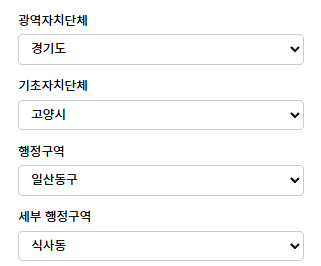 광역자치단체
경기도
기초자치단체
고양시
행정구역
일산동구
세부 행정구역
식사동